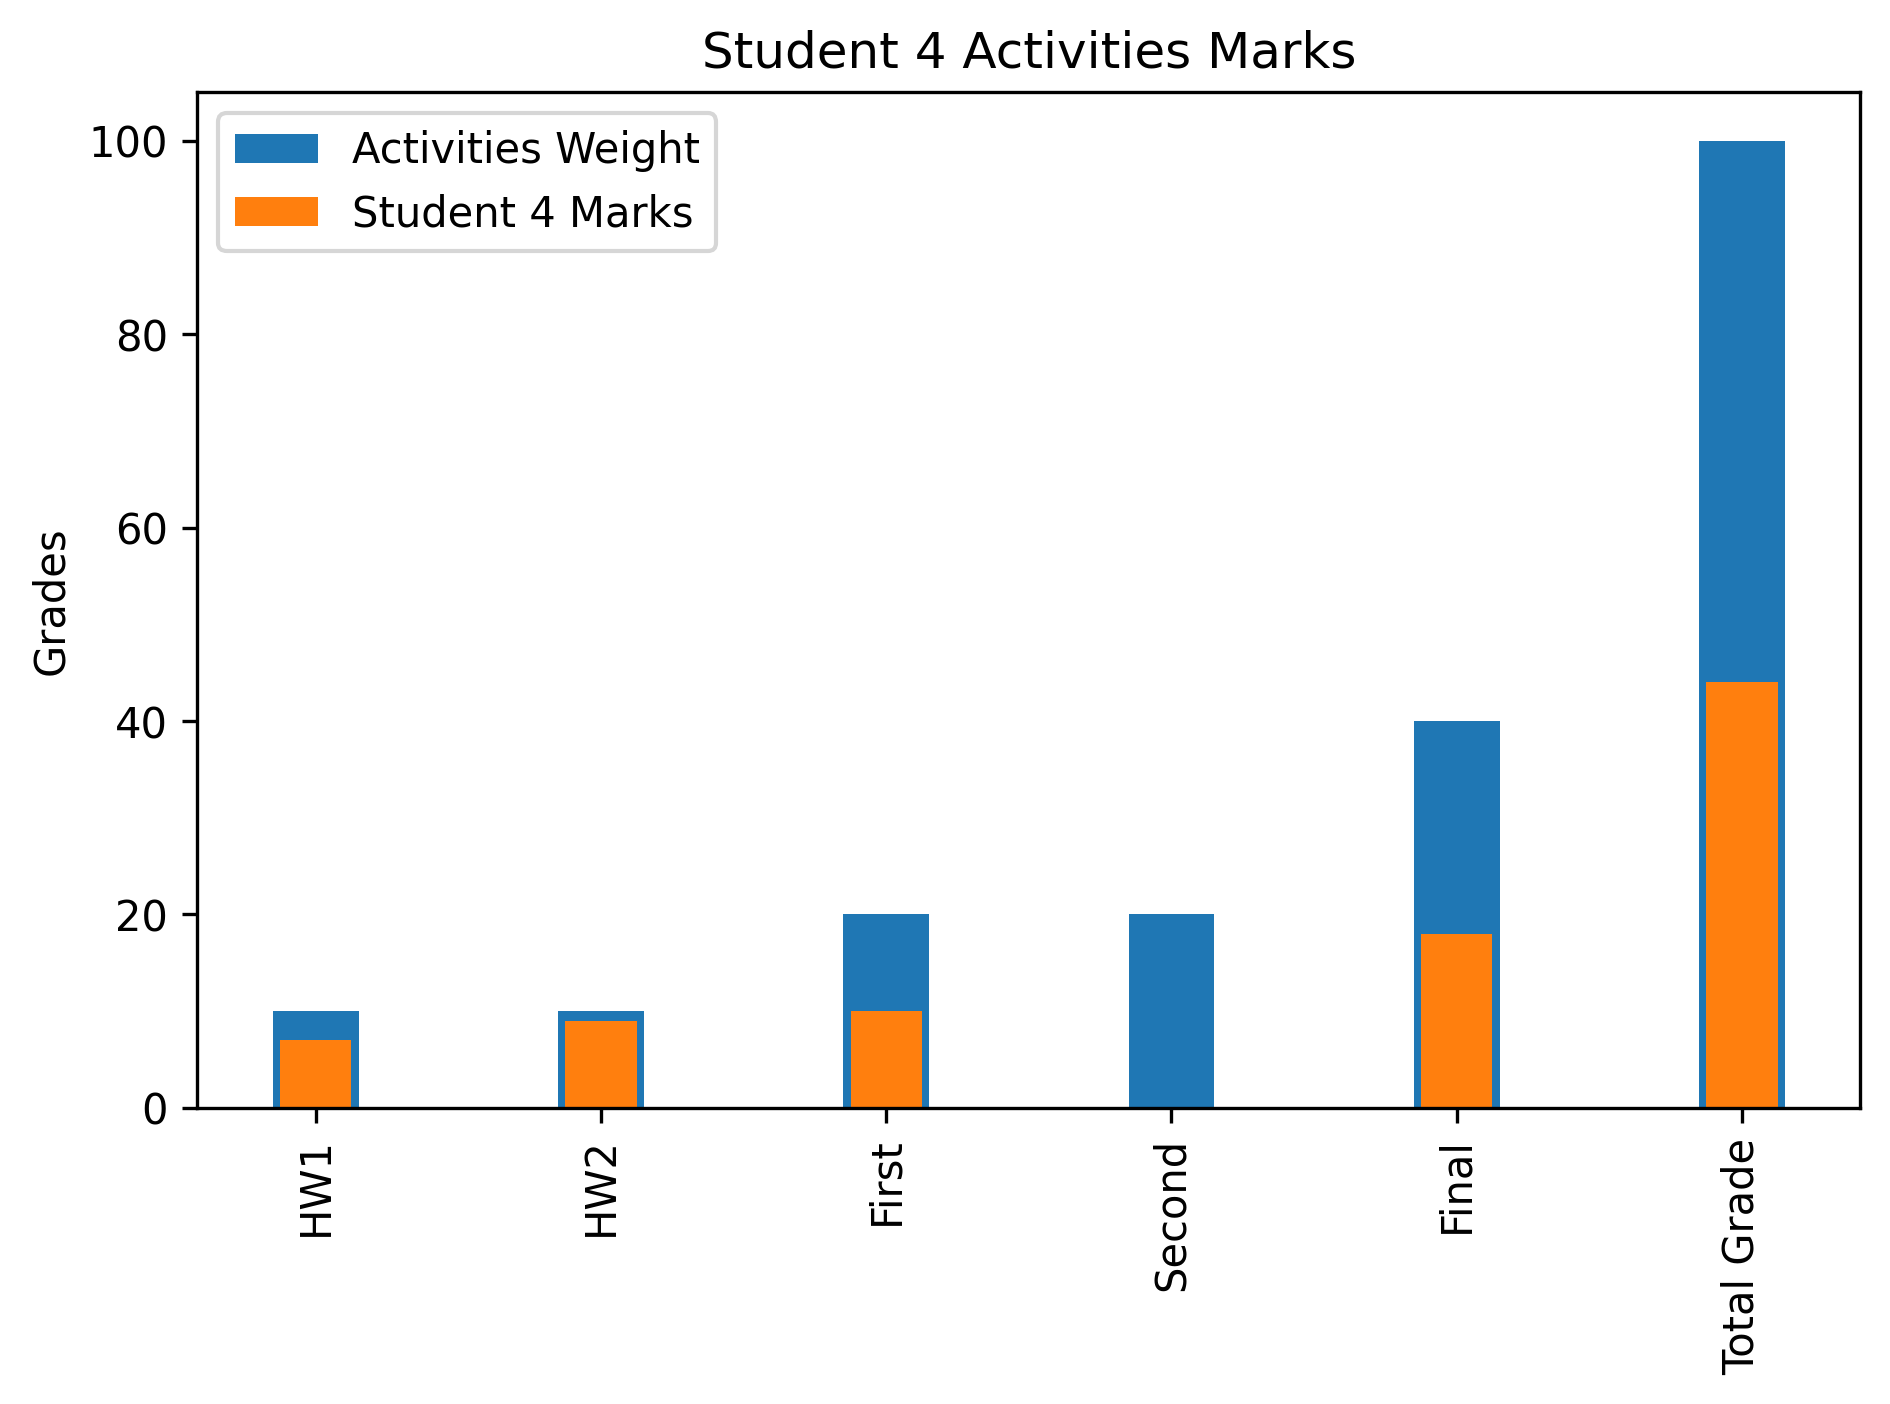 Student 4 Activities Marks
Activities Weight
Student 4 Marks
Grades
100
80
60
40
20
0
HW1
HW2
First
Second
Final
Total Grade